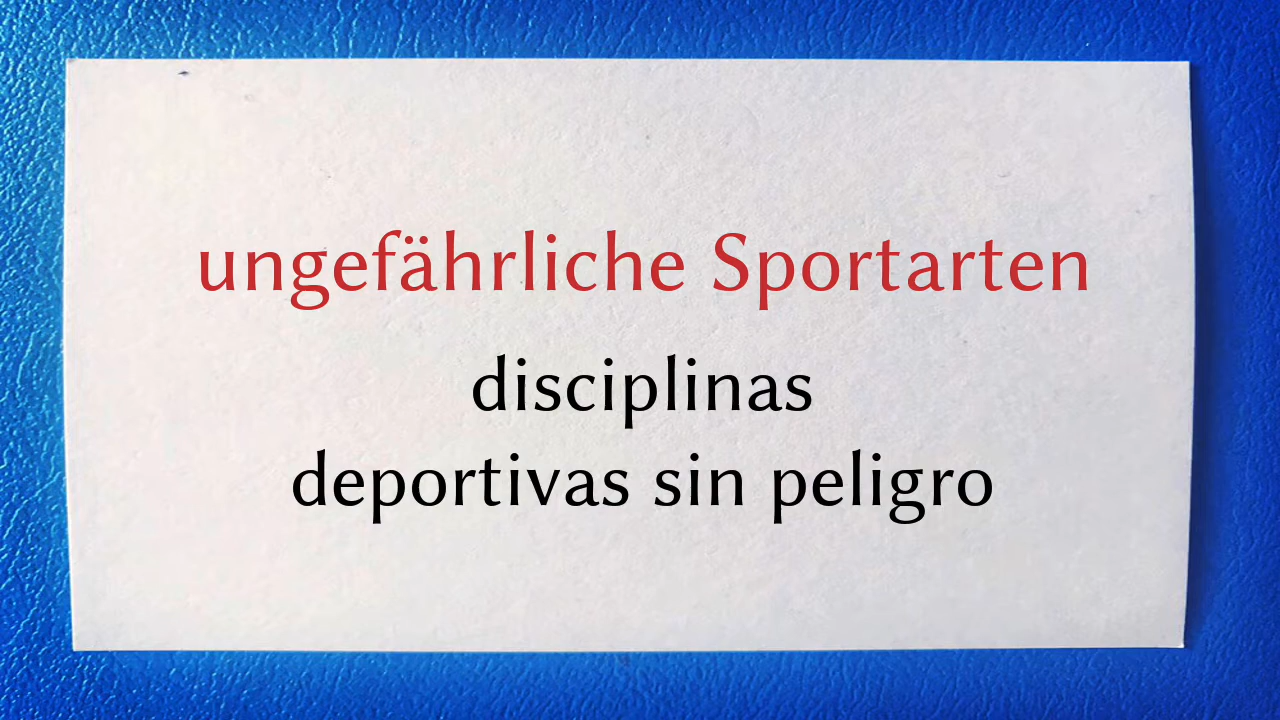 ungefährliche Sportarten
disciplinas
deportivas sin peligro